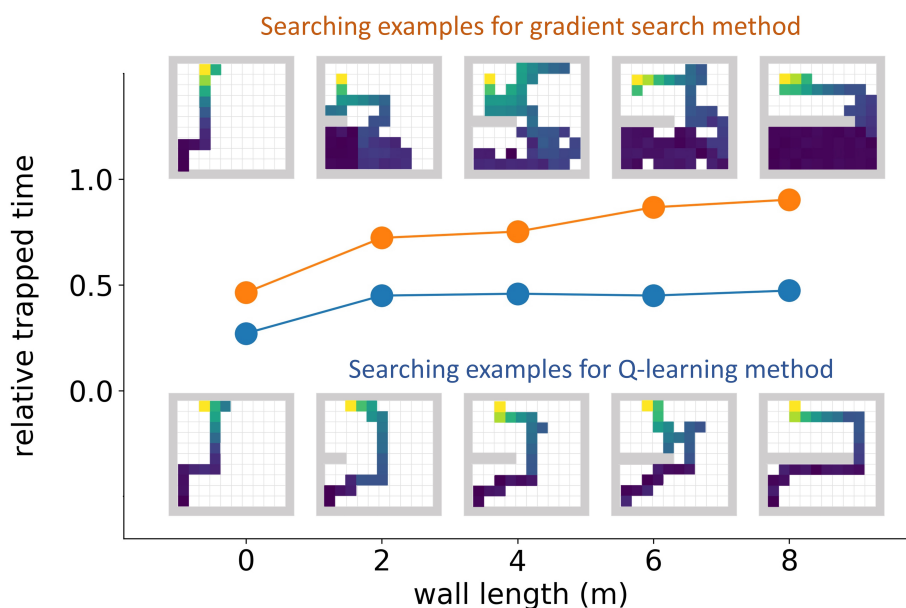 Searching examples for gradient search method
relative trapped time
1.0
0.5
0.0
Searching examples for Q-learning method
0 2 4 6 8
wall length (m)